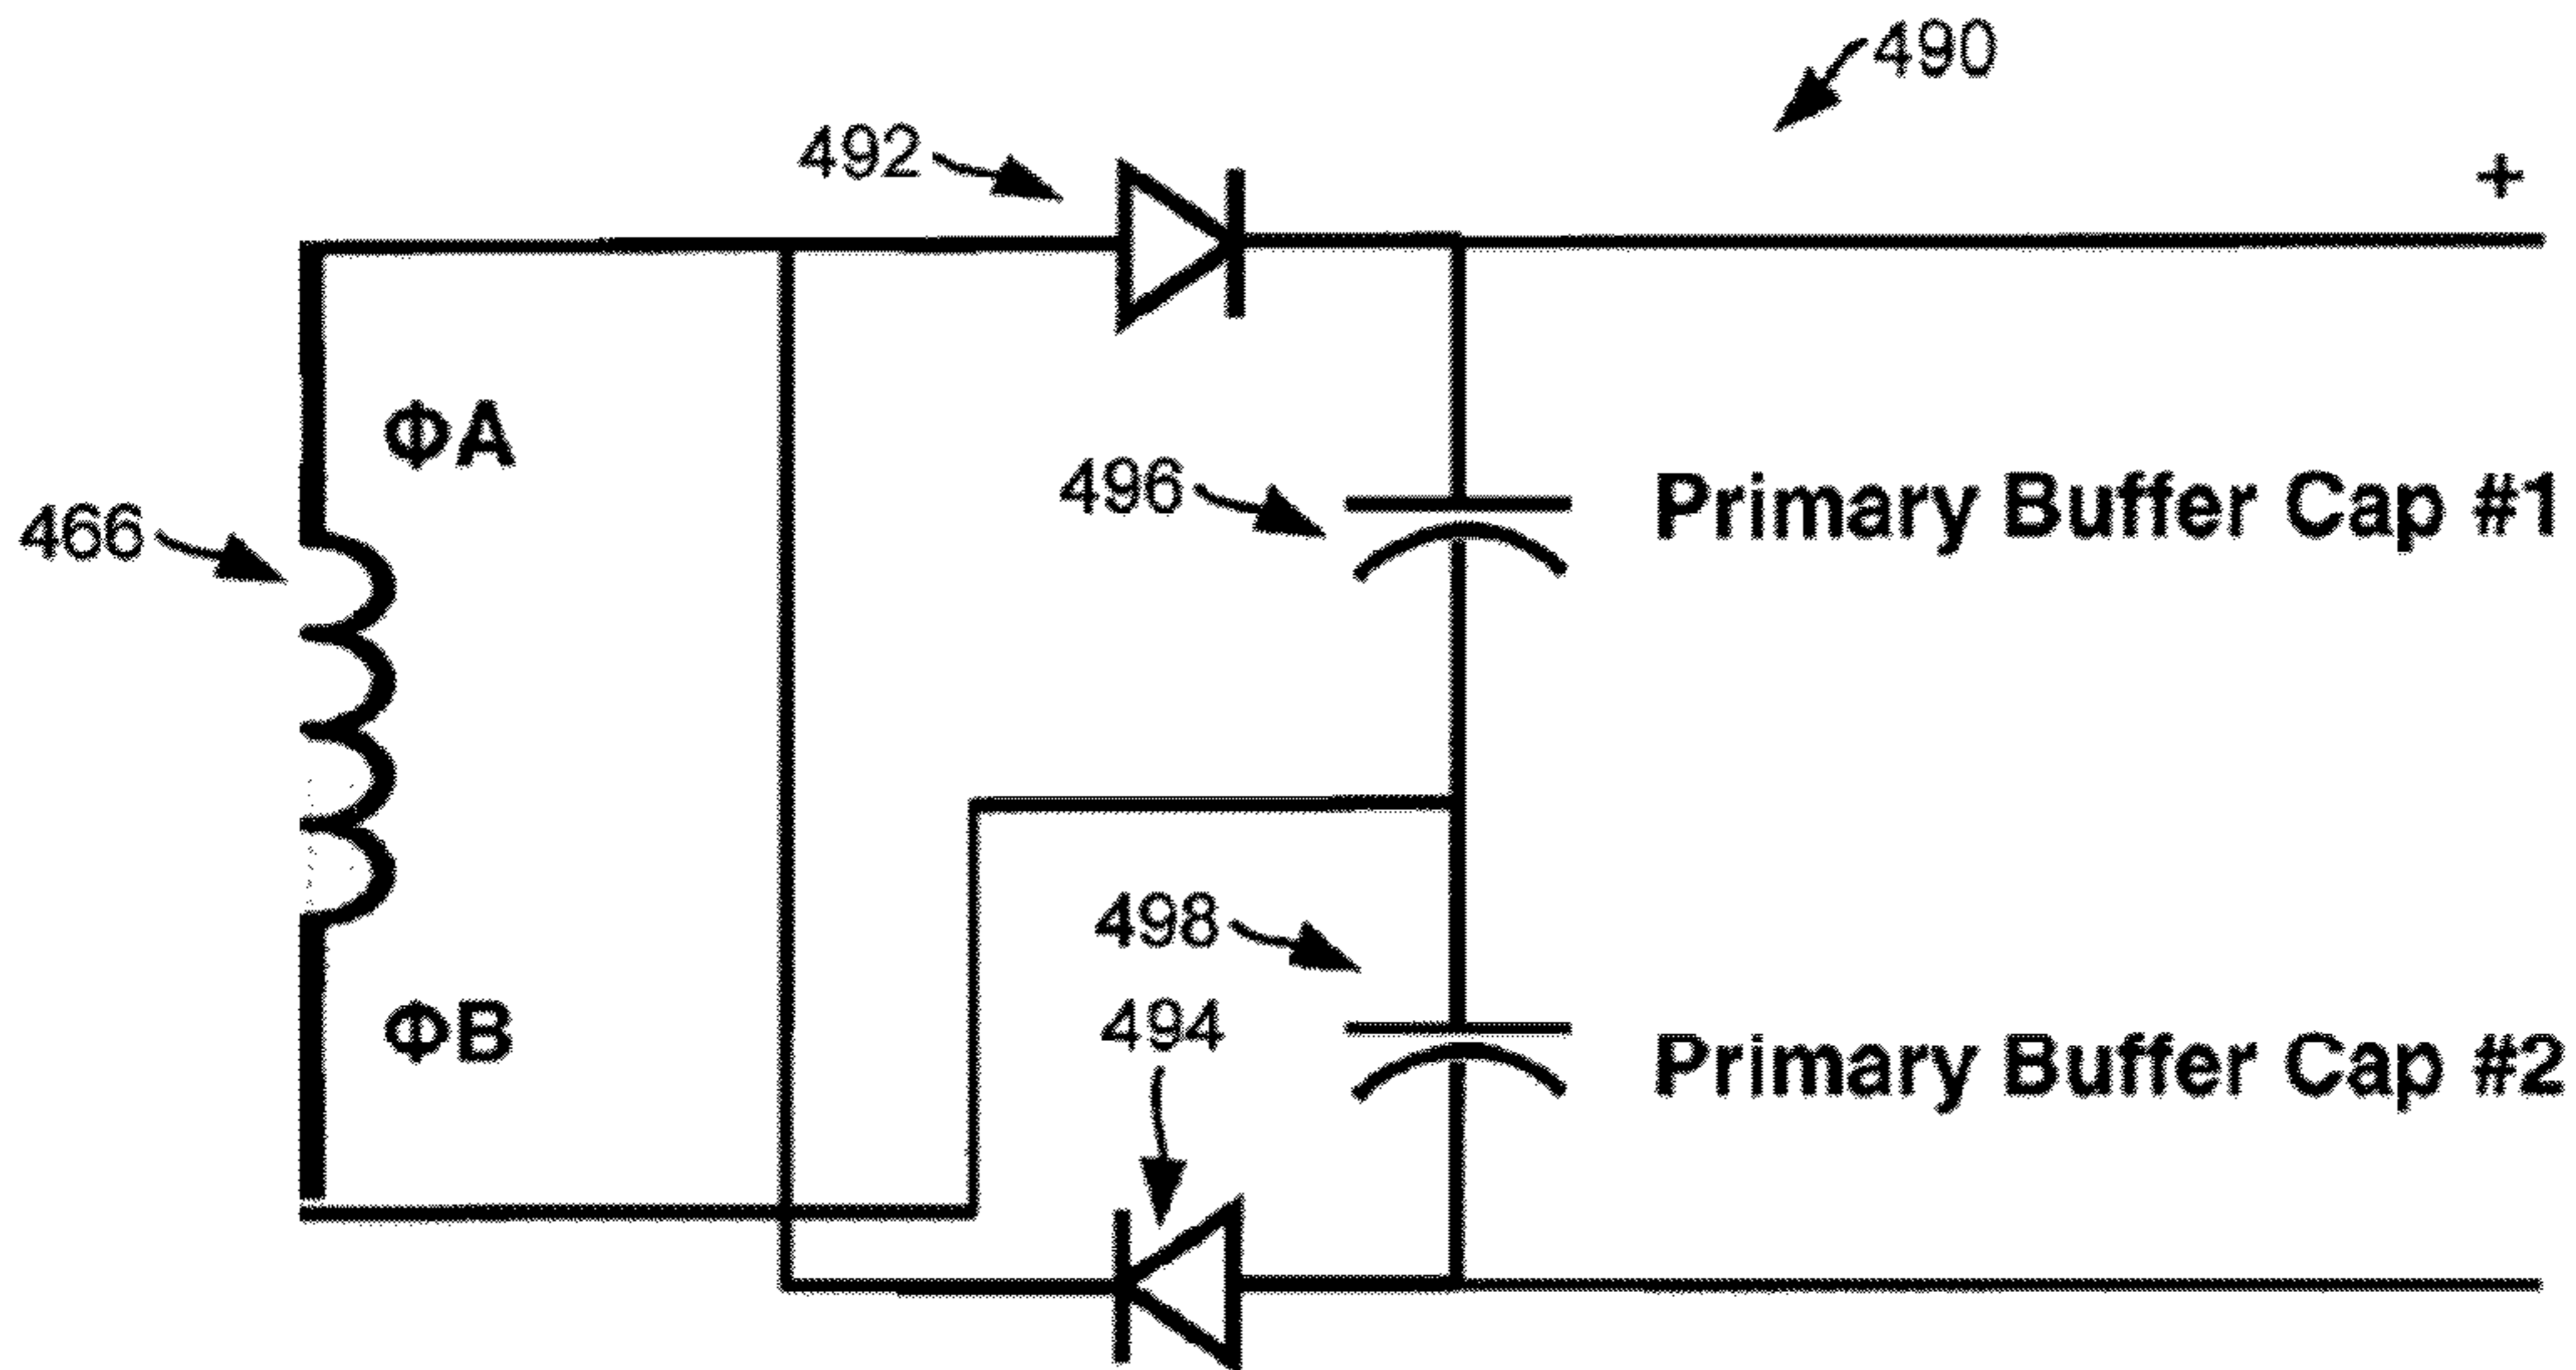 490
492
+
ΦA
496
Primary Buffer Cap #1
466
498
494
ΦB
Primary Buffer Cap #2